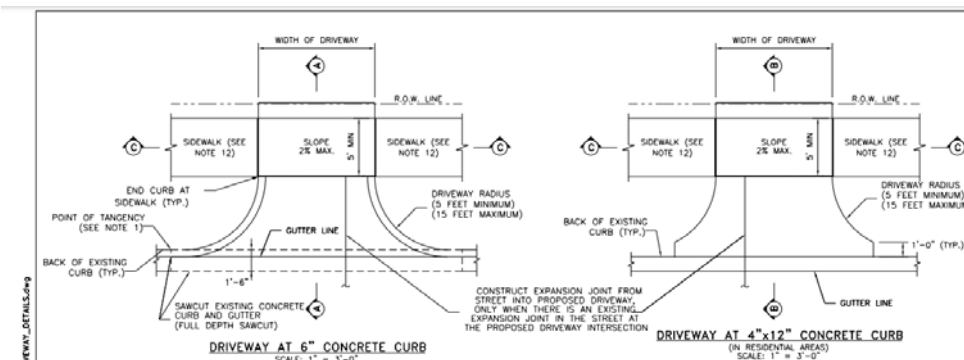 WIDTH OF DRIVEWAY
A
R.O.W. LINE
C
SIDEWALK (SEE
NOTE 12)
SLOPE
2% MAX.
5' MIN
SIDEWALK (SEE
NOTE 12)
C
END CURB AT
SIDEWALK (TYP.)
DRIVEWAY RADIUS
(5 FEET MINIMUM)
(15 FEET MAXIMUM)
POINT OF TANGENCY
(SEE NOTE 1)
GUTTER LINE
BACK OF EXISTING
CURB (TYP.)
1'-6"
SAWCUT EXISTING CONCRETE
CURB AND GUTTER
(FULL DEPTH SAWCUT)
A
DRIVEWAY AT 6" CONCRETE CURB
SCALE: 1" = 3'-0"
CONSTRUCT EXPANSION JOINT FROM
STREET INTO PROPOSED DRIVEWAY,
ONLY WHEN THERE IS AN EXISTING
EXPANSION JOINT IN THE STREET AT
THE PROPOSED DRIVEWAY INTERSECTION
WIDTH OF DRIVEWAY
B
R.O.W. LINE
C
SIDEWALK (SEE
NOTE 12)
SLOPE
2% MAX.
5' MIN
SIDEWALK (SEE
NOTE 12)
C
DRIVEWAY RADIUS
(5 FEET MINIMUM)
(15 FEET MAXIMUM
BACK OF EXISTING
CURB (TYP.)
1'-0" (TYP.)
GUTTER LINE
B
DRIVEWAY AT 4"x12" CONCRETE CURB
(IN RESIDENTIAL AREAS)
SCALE: 1" = 3'-0"
EWAY_DETAILS.dwg